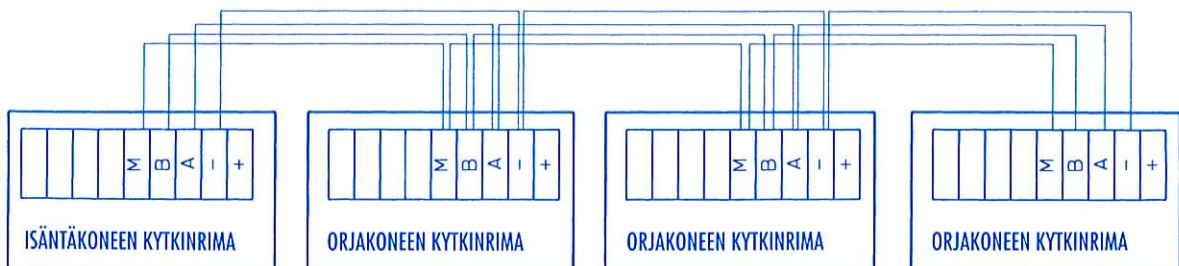 M B A – +
M B A – +
M B A – +
M B A – +
ISÄNTÄKONEEN KYTKINRIMA
ORJAKONEEN KYTKINRIMA
ORJAKONEEN KYTKINRIMA
ORJAKONEEN KYTKINRIMA